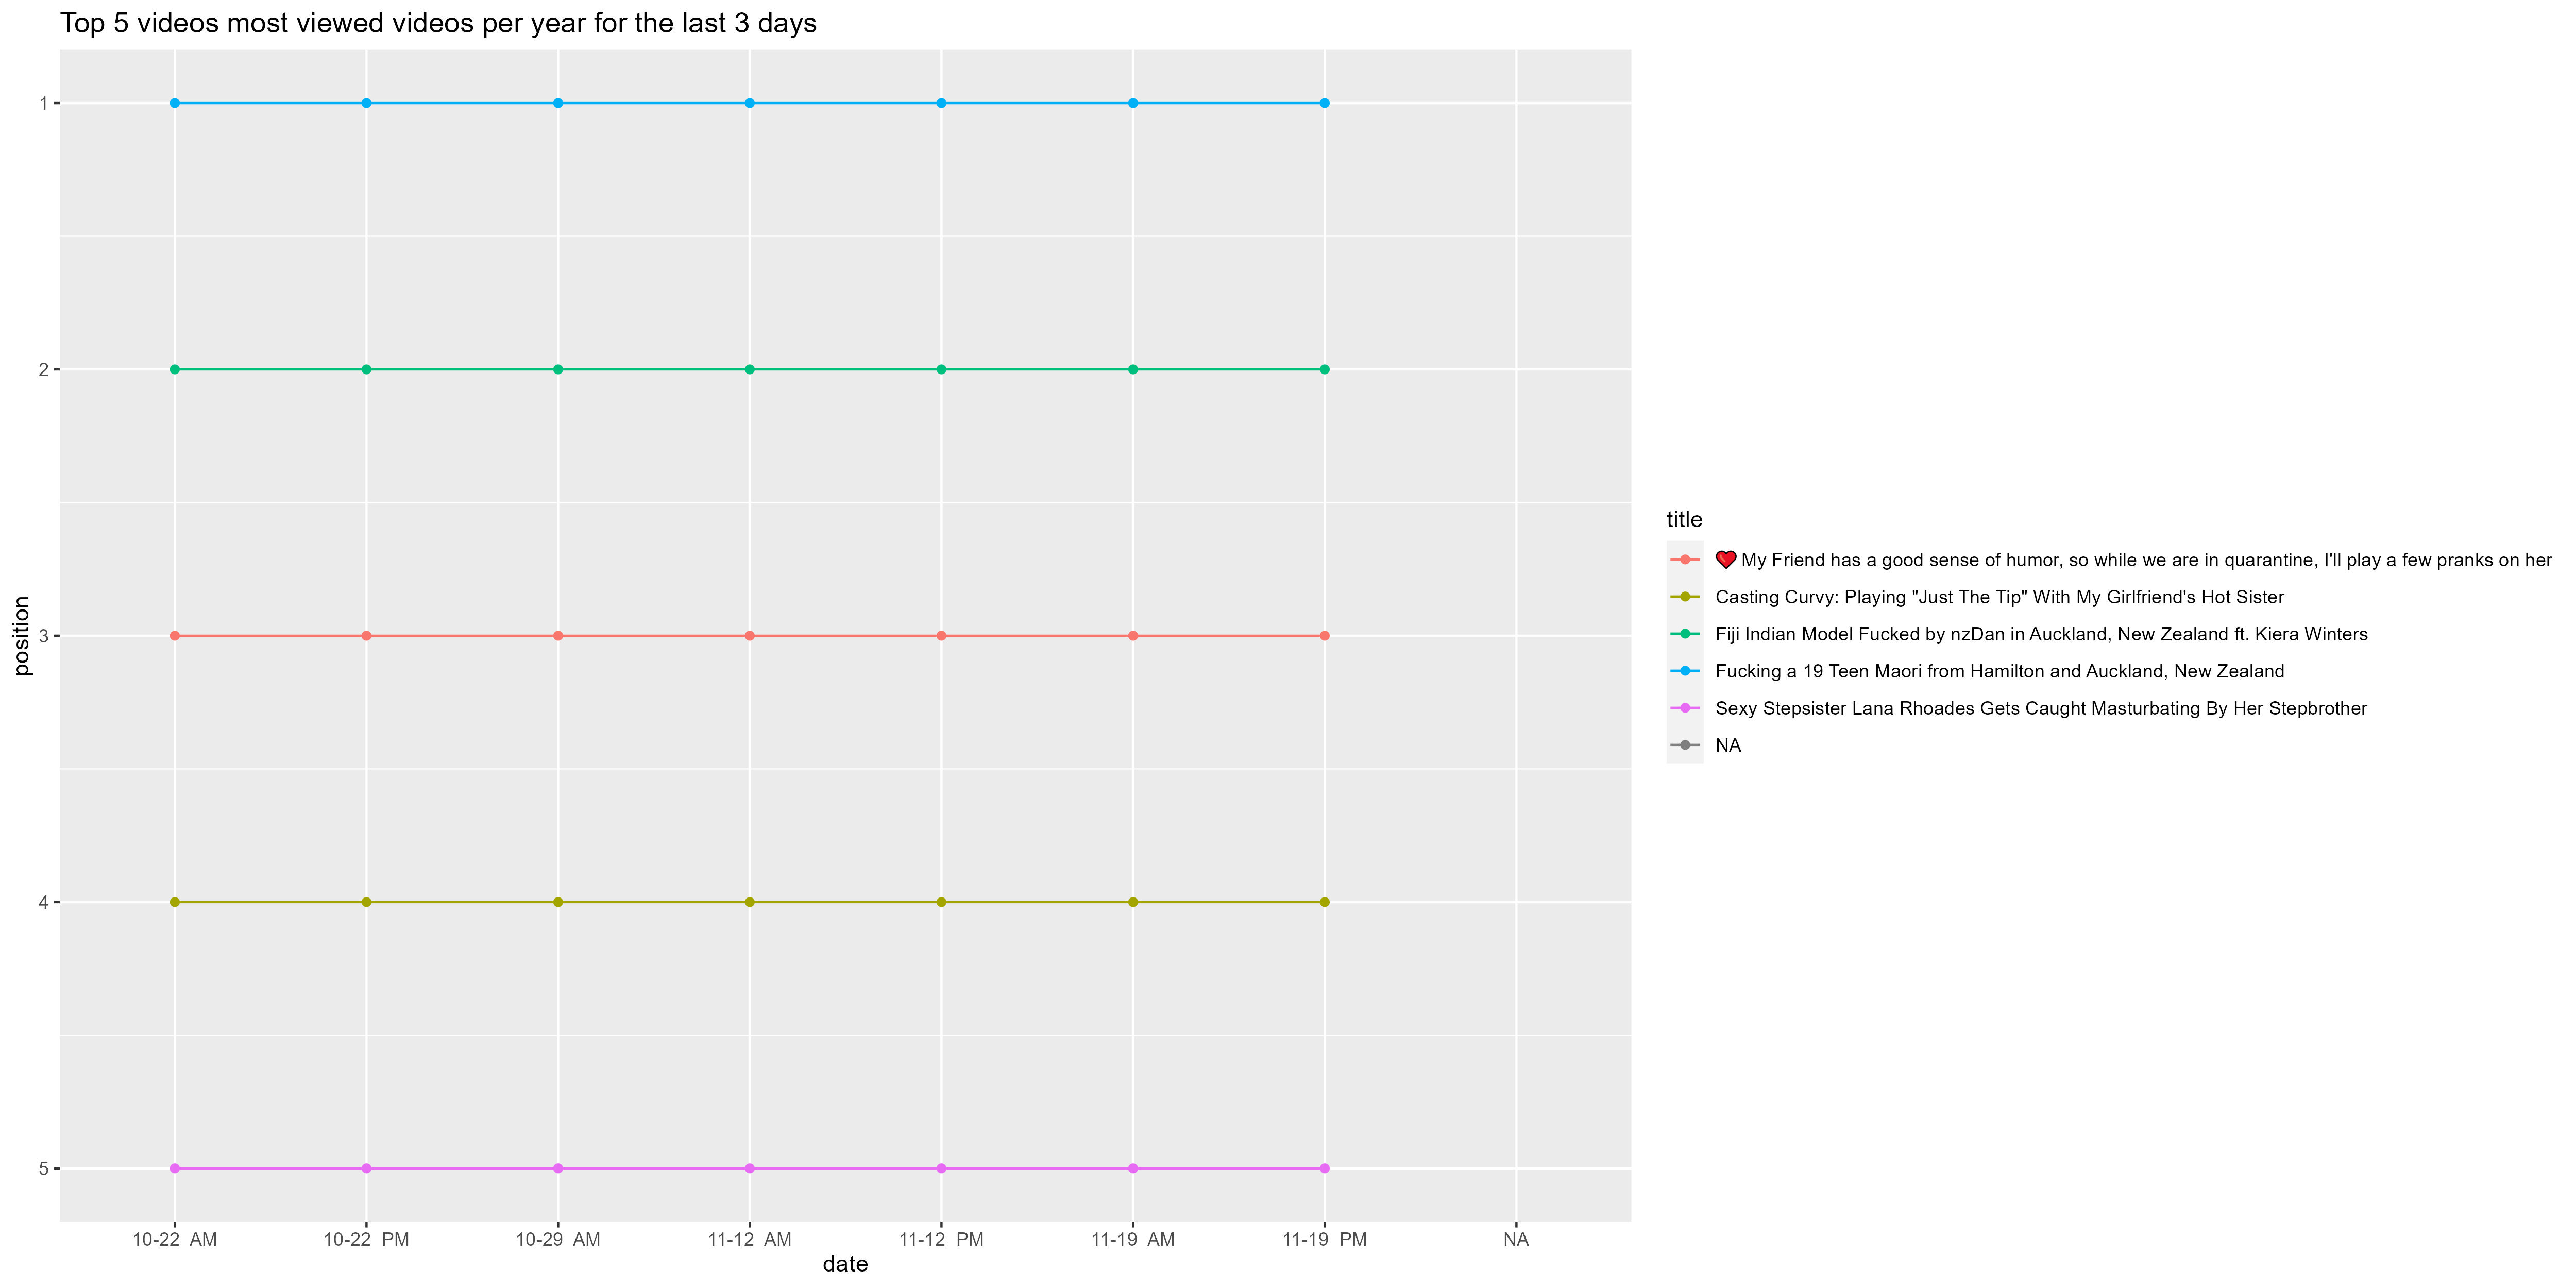 Top 5 videos most viewed videos per year for the last 3 days
position
1
2
3
4
5
10-22 AM
10-22 PM
10-29 AM
11-12 AM
11-12 PM
11-19 AM
11-19 PM
NA
date
title
❤ My Friend has a good sense of humor, so while we are in quarantine, I'll play a few pranks on her
Casting Curvy: Playing "Just The Tip" With My Girlfriend's Hot Sister
Fiji Indian Model Fucked by nzDan in Auckland, New Zealand ft. Kiera Winters
Fucking a 19 Teen Maori from Hamilton and Auckland, New Zealand
Sexy Stepsister Lana Rhoades Gets Caught Masturbating By Her Stepbrother
NA